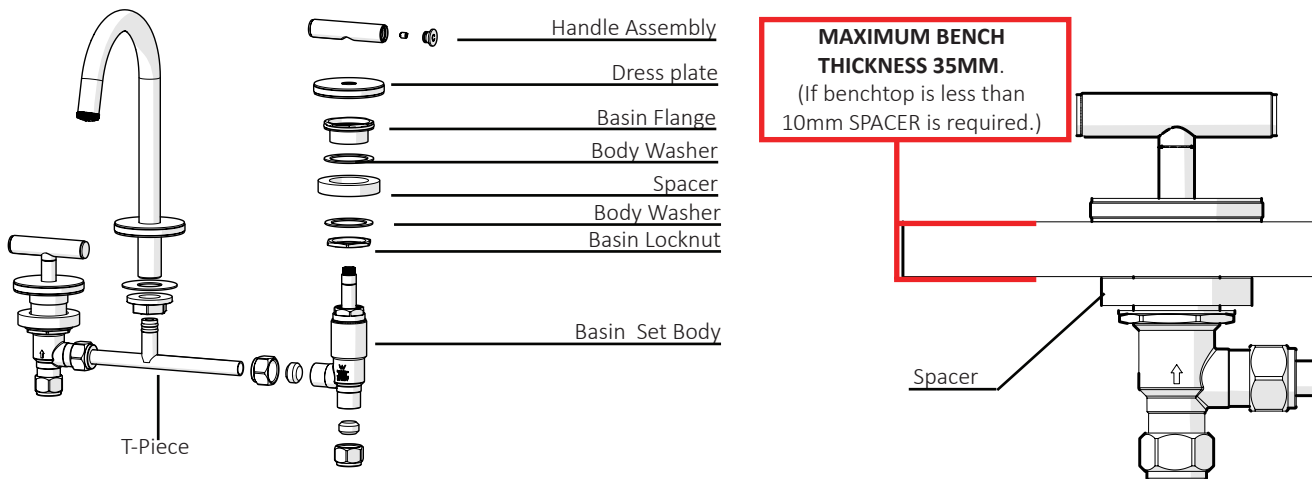 Handle Assembly
Dress plate
Basin Flange
Body Washer
Spacer
Body Washer
Basin Locknut
Basin Set Body
T-Piece
MAXIMUM BENCH
THICKNESS 35MM.
(If benchtop is less than
10mm SPACER is required.)
Spacer